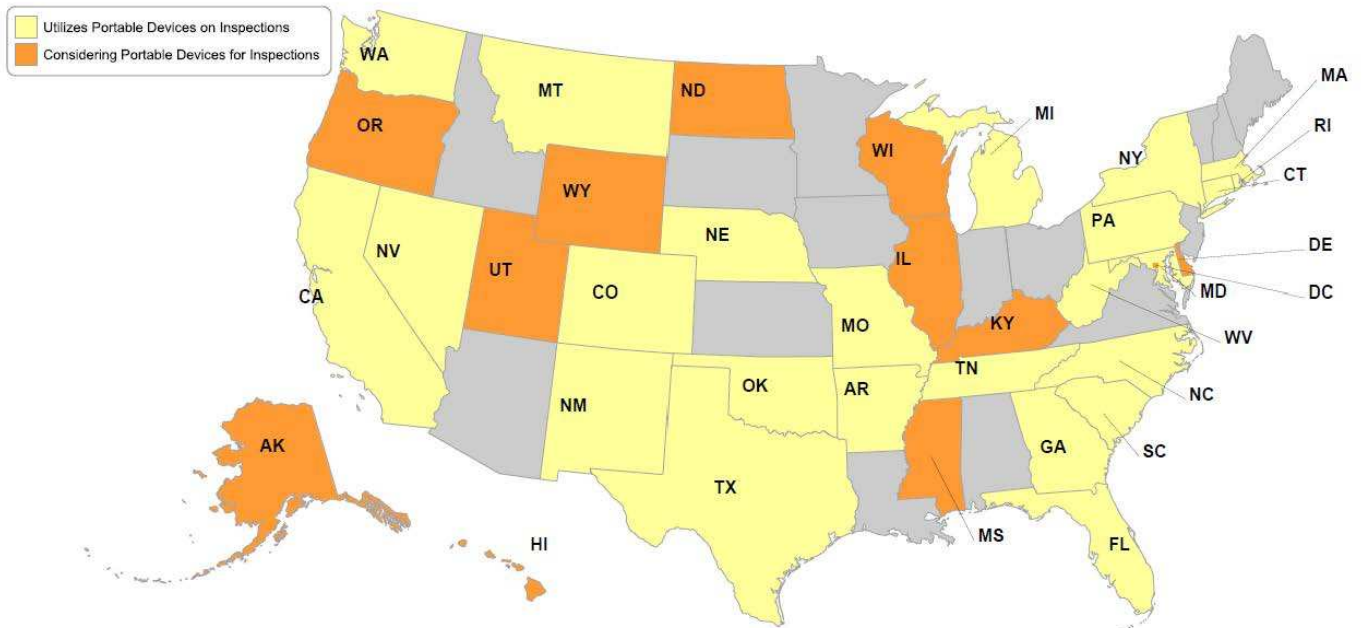 Utilizes Portable Devices on Inspections
Considering Portable Devices for Inspections
WA
MT
ND
MA
OR
MI
RI
WI
NY
CT
WY
PA
NE
DE
NV
IL
UT
CO
MD
DC
CA
MO
KY
WV
TN
OK
AR
NC
NM
AK
GA
SC
TX
MS
HI
FL